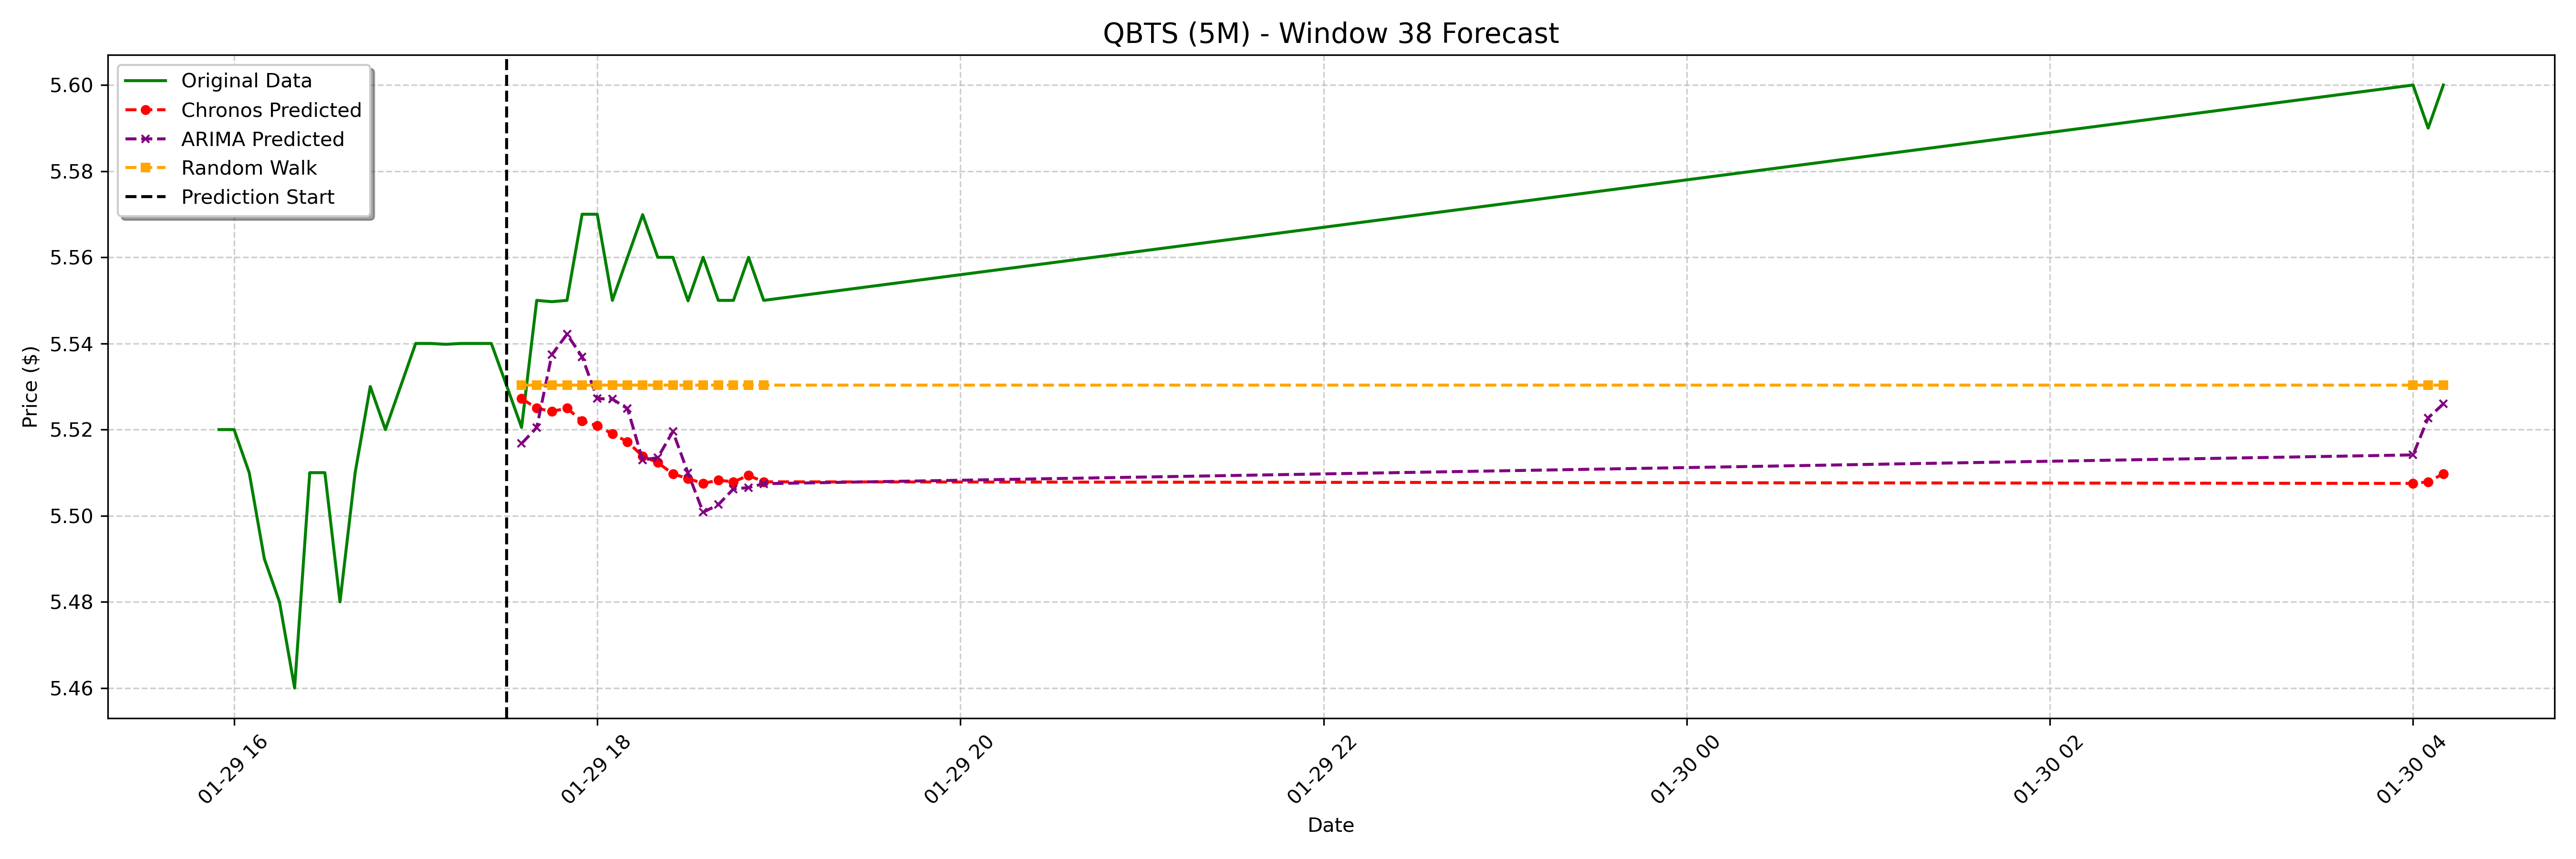 QBTS (5M) - Window 38 Forecast
Original Data
Chronos Predicted
ARIMA Predicted
Random Walk
Prediction Start
Price ($)
5.60
5.58
5.56
5.54
5.52
5.50
5.48
5.46
01-29 16
01-29 18
01-29 20
01-29 22
01-30 00
01-30 02
01-30 04
Date